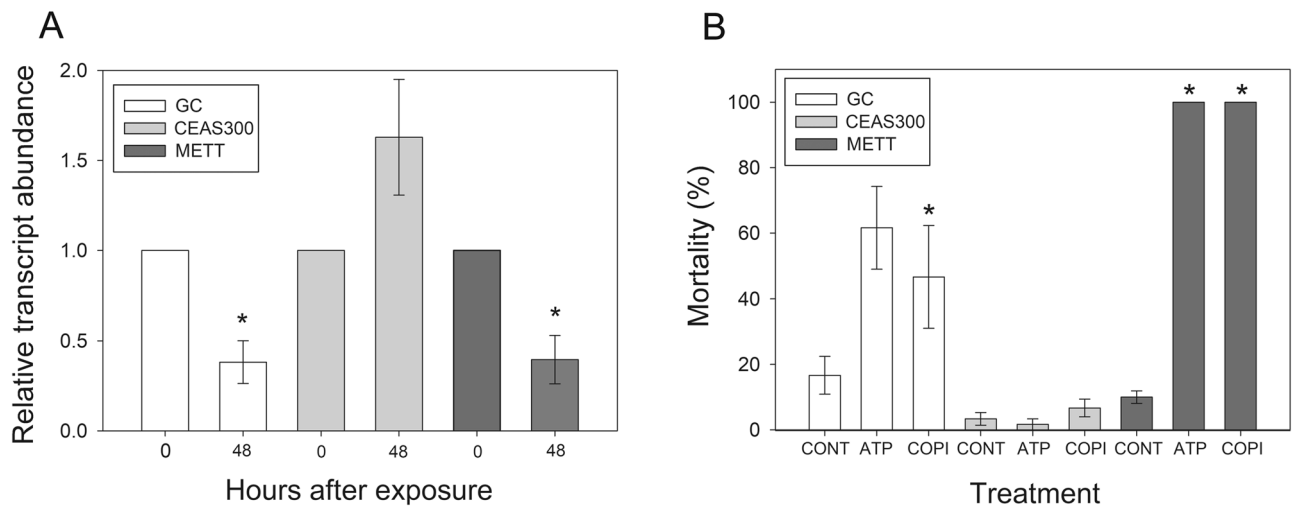 A
Relative transcript abundance
2.0
1.5
1.0
0.5
0.0
GC
CEAS300
METT
*
*
0 48 0 48 0 48
Hours after exposure
B
Mortality (%)
100
80
60
40
20
0
GC
CEAS300
METT
*
* *
CONT ATP COPI CONT ATP COPI CONT ATP COPI
Treatment